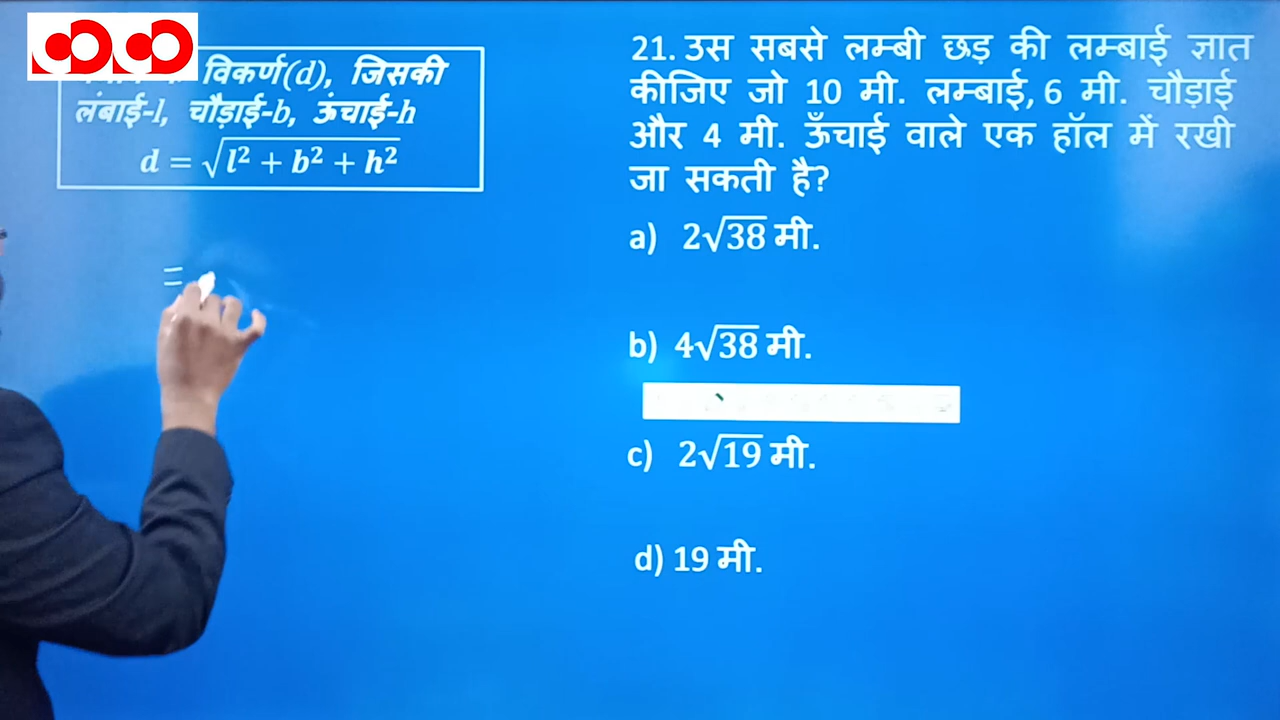 विकर्ण(d), जिसकी
लंबाई-l, चौड़ाई-b, ऊंचाई-h
d = √l² + b² + h²
=
21. उस सबसे लम्बी छड़ की लम्बाई ज्ञात
कीजिए जो 10 मी. लम्बाई, 6 मी. चौड़ाई
और 4 मी. ऊँचाई वाले एक हॉल में रखी
जा सकती है?
a) 2√38 मी.
b) 4√38 मी.
c) 2√19 मी.
d) 19 मी.